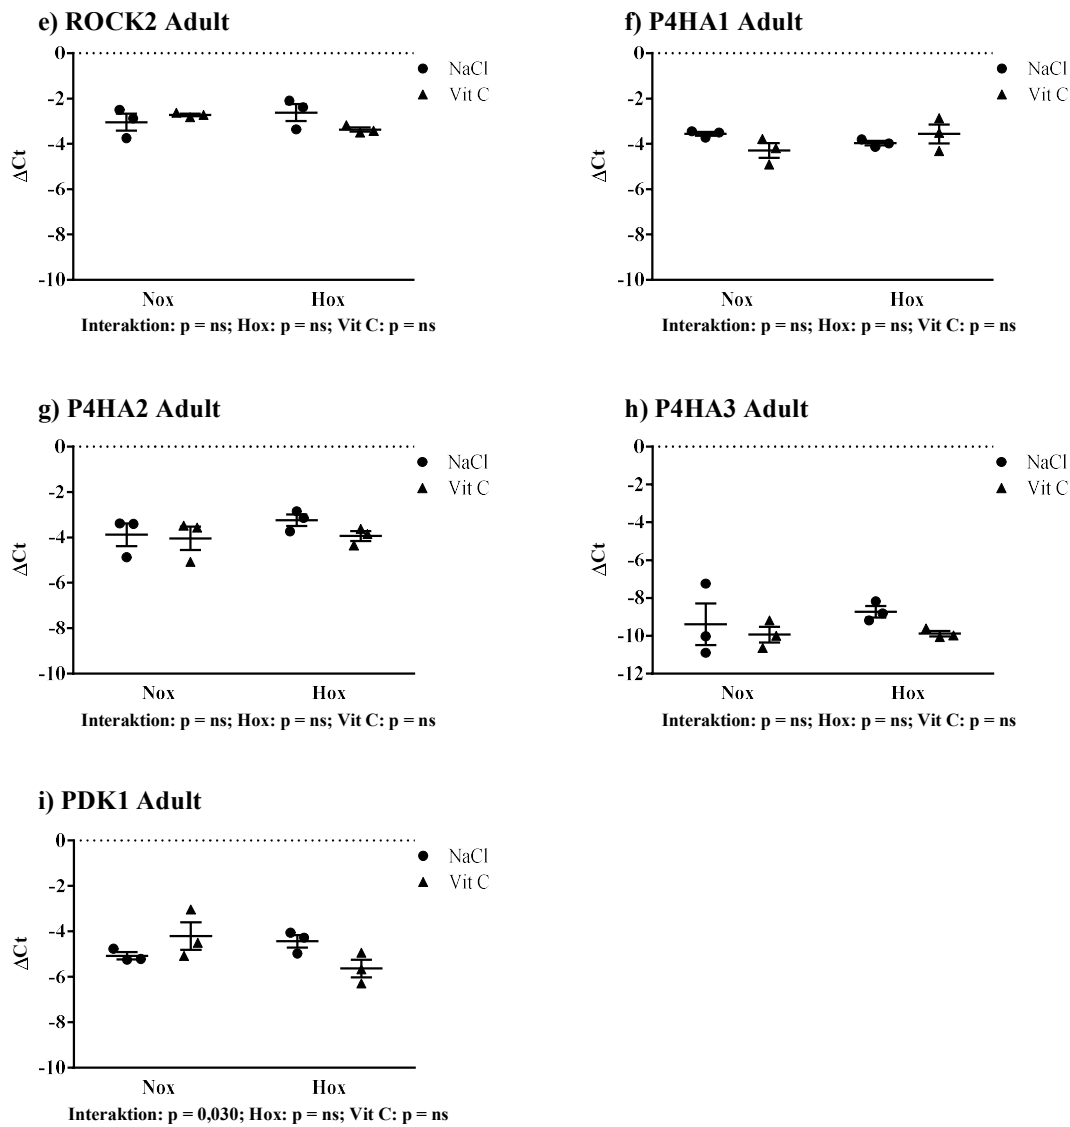 e) ROCK2 Adult
0
-2
-4
-6
-8
-10
ΔCt
NaCl
Vit C
Nox Hox
Interaktion: p = ns; Hox: p = ns; Vit C: p = ns
f) P4HA1 Adult
0
-2
-4
-6
-8
-10
ΔCt
NaCl
Vit C
Nox Hox
Interaktion: p = ns; Hox: p = ns; Vit C: p = ns
g) P4HA2 Adult
0
-2
-4
-6
-8
-10
ΔCt
NaCl
Vit C
Nox Hox
Interaktion: p = ns; Hox: p = ns; Vit C: p = ns
h) P4HA3 Adult
0
-2
-4
-6
-8
-10
-12
ΔCt
NaCl
Vit C
Nox Hox
Interaktion: p = ns; Hox: p = ns; Vit C: p = ns
i) PDK1 Adult
0
-2
-4
-6
-8
-10
ΔCt
NaCl
Vit C
Nox Hox
Interaktion: p = 0,030; Hox: p = ns; Vit C: p = ns